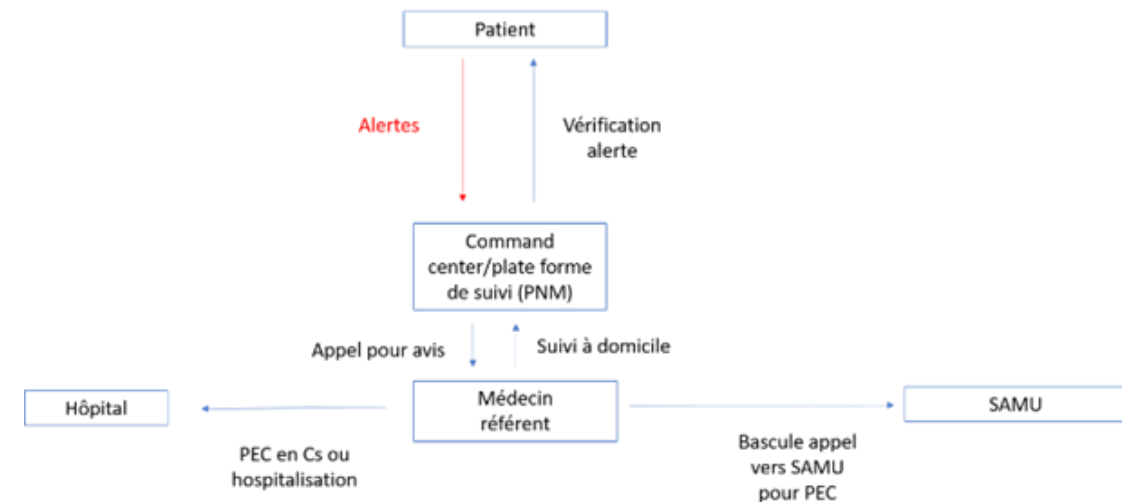 Patient
Alertes
Vérification
alerte
Command
center/plate forme
de suivi (PNM)
Appel pour avis
Suivi à domicile
Hôpital
Médecin
référent
SAMU
PEC en Cs ou
hospitalisation
Bascule appel
vers SAMU
pour PEC